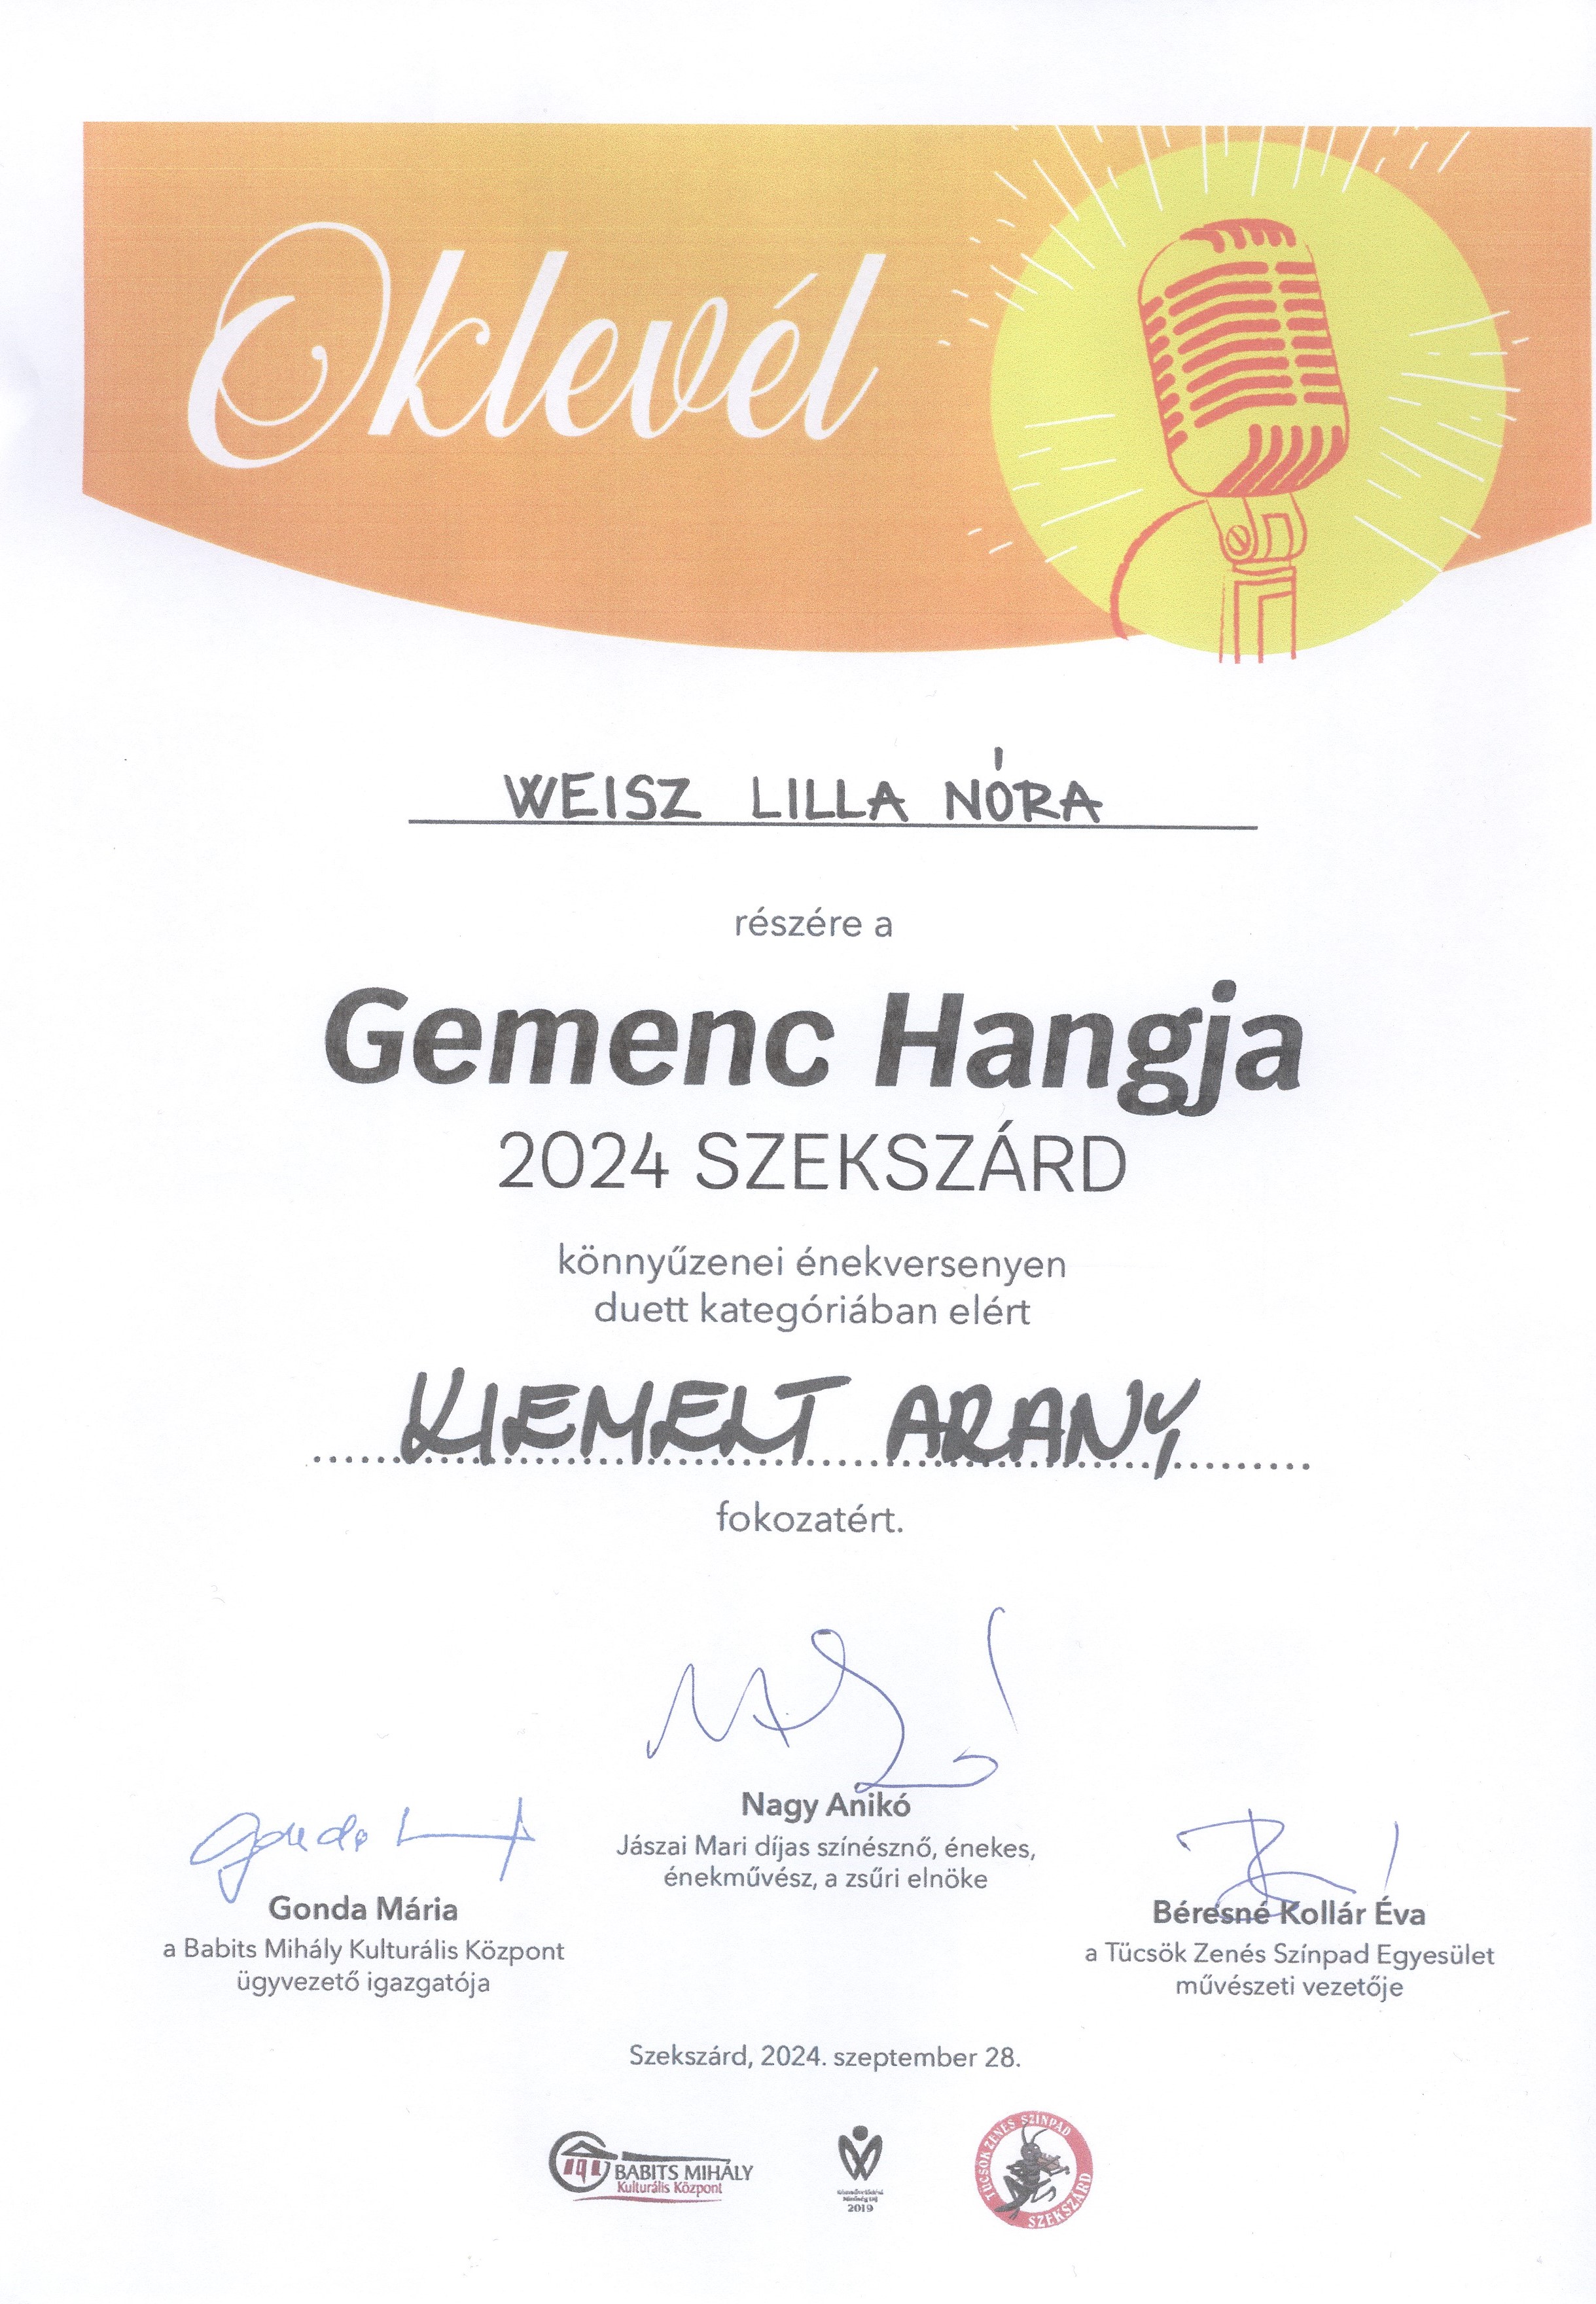 Oklevél
WEISZ LILLA NÓRA
részére a
Gemenc Hangja
2024 SZEKSZÁRD
könnyűzenei énekversenyen
duett kategóriában elért
KIEMELT ARANY
fokozatért.
Nagy Anikó
Jászai Mari díjas színésznő, énekes,
énekművész, a zsűri elnöke
Gonda Mária
a Babits Mihály Kulturális Központ
ügyvezető igazgatója
Béresné Kollár Éva
a Tücsök Zenés Színpad Egyesület
művészeti vezetője
Szekszárd, 2024. szeptember 28.
BABITS MIHÁLY
Kulturális Központ
2019
TÜCSÖK ZENÉS SZÍNPAD
SZEKSZÁRD